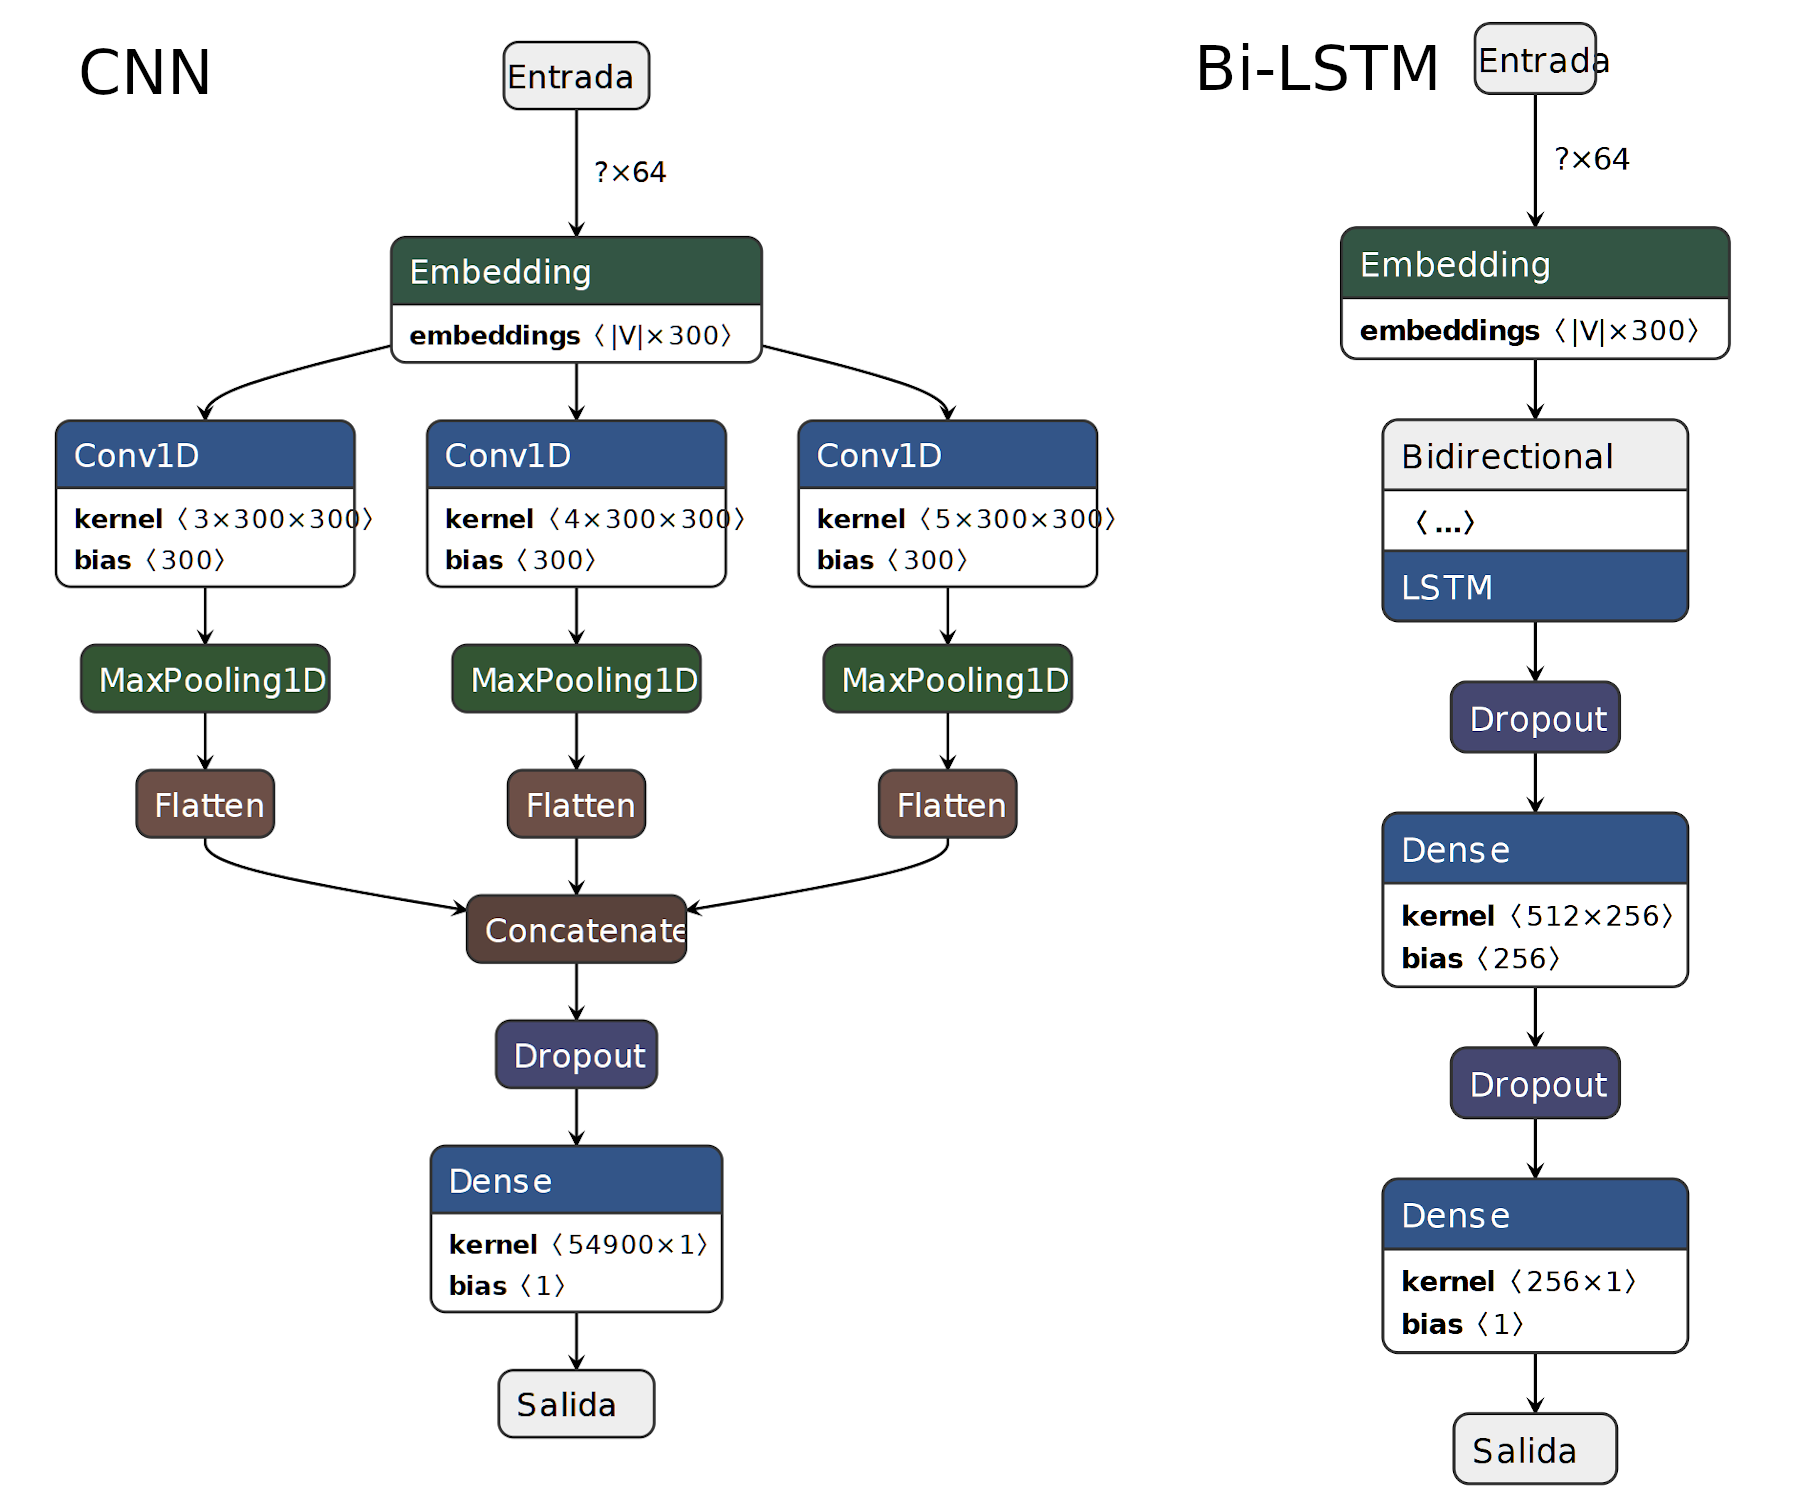 CNN
Entrada
?×64
Embedding
embeddings 〈|V|×300〉
Conv1D
kernel 〈3×300×300〉
bias 〈300〉
Conv1D
kernel 〈4×300×300〉
bias 〈300〉
Conv1D
kernel 〈5×300×300〉
bias 〈300〉
MaxPooling1D
MaxPooling1D
MaxPooling1D
Flatten
Flatten
Flatten
Concatenate
Dropout
Dense
kernel 〈54900×1〉
bias 〈1〉
Salida
Bi-LSTM
Entrada
?×64
Embedding
embeddings 〈|V|×300〉
Bidirectional
〈...〉
LSTM
Dropout
Dense
kernel 〈512×256〉
bias 〈256〉
Dropout
Dense
kernel 〈256×1〉
bias 〈1〉
Salida